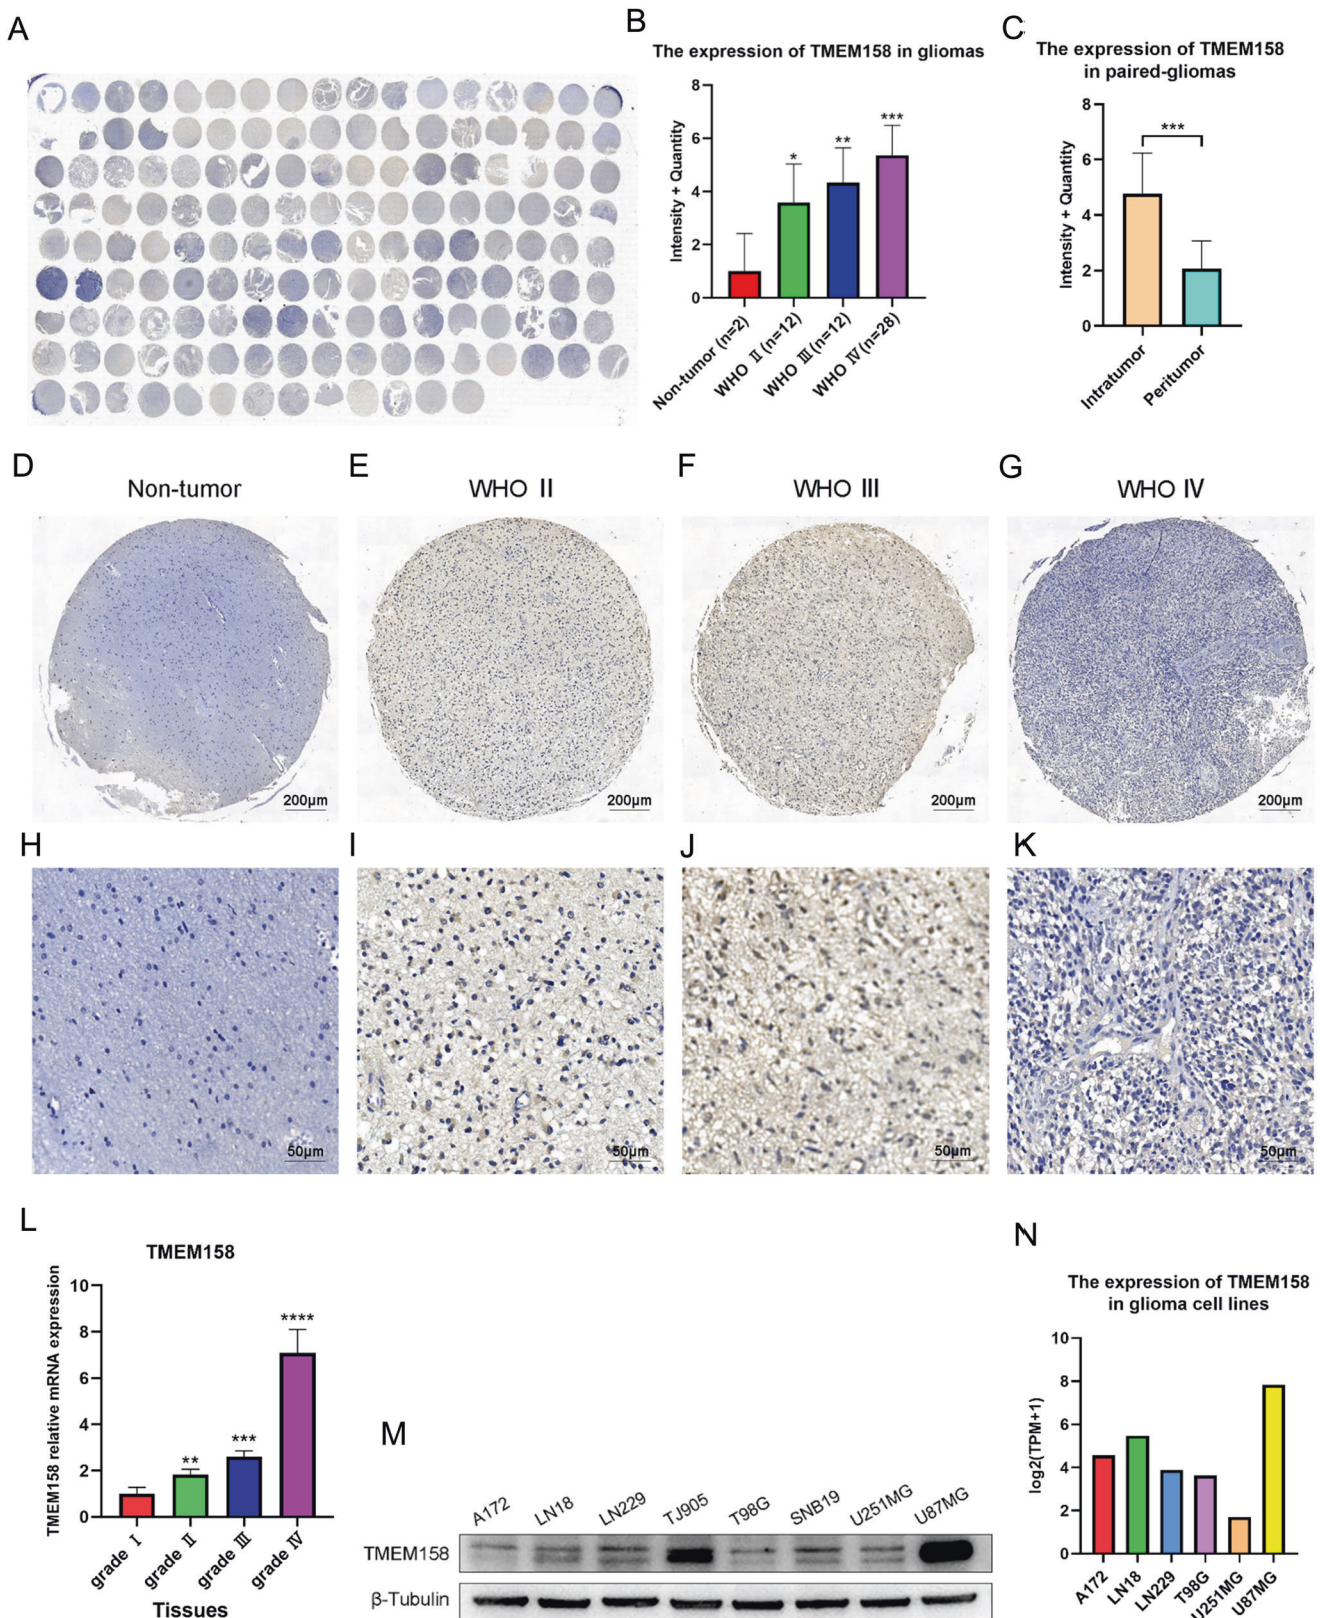 A
B
The expression of TMEM158 in gliomas
Intensity + Quantity
8
6
4
2
0
*
**
***
Non-tumor (n=2)
WHO Ⅱ (n=12)
WHO Ⅲ (n=12)
WHO Ⅳ (n=28)
C
The expression of TMEM158
in paired-gliomas
Intensity + Quantity
8
6
4
2
0
***
Intratumor
Peritumor
D
Non-tumor
200μm
E
WHO Ⅱ
200μm
F
WHO Ⅲ
200μm
G
WHO Ⅳ
200μm
H
50μm
I
50μm
J
50μm
K
50μm
L
TMEM158
TMEM158 relative mRNA expression
10
8
6
4
2
0
**
***
****
grade Ⅰ
grade Ⅱ
grade Ⅲ
grade Ⅳ
Tissues
M
A172
LN18
LN229
TJ905
T98G
SNB19
U251MG
U87MG
TMEM158
β-Tubulin
N
The expression of TMEM158
in glioma cell lines
log2(TPM+1)
10
8
6
4
2
0
A172
LN18
LN229
T98G
U251MG
U87MG